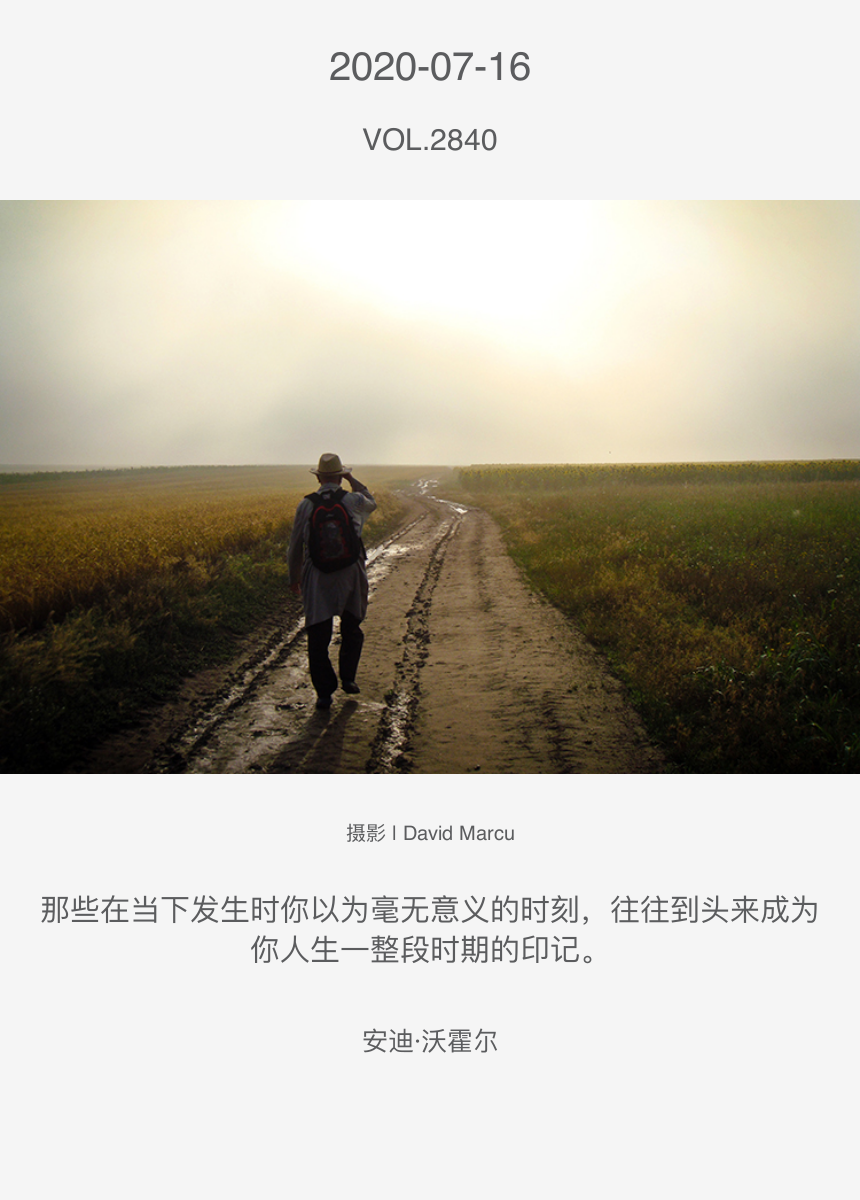 2020-07-16
VOL.2840
摄影 | David Marcu
那些在当下发生时你以为毫无意义的时刻，往往到头来成为
你人生一整段时期的印记。
安迪·沃霍尔